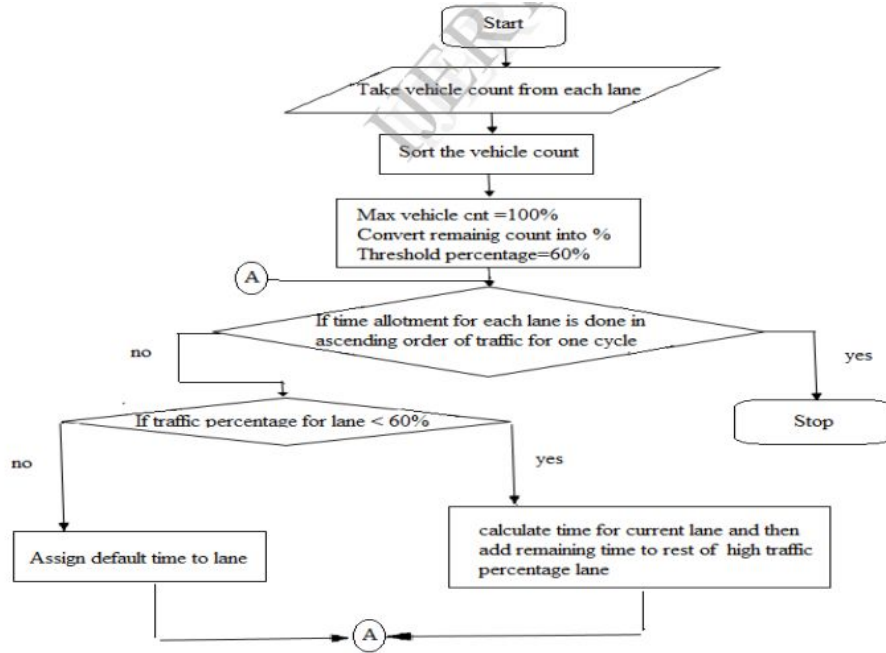 Start
IJERT
Take vehicle count from each lane
Sort the vehicle count
Max vehicle cnt =100%
Convert remainig count into %
Threshold percentage=60%
A
If time allotment for each lane is done in
ascending order of traffic for one cycle
no
yes
If traffic percentage for lane < 60%
Stop
no
yes
Assign default time to lane
calculate time for current lane and then
add remaining time to rest of high traffic
percentage lane
A